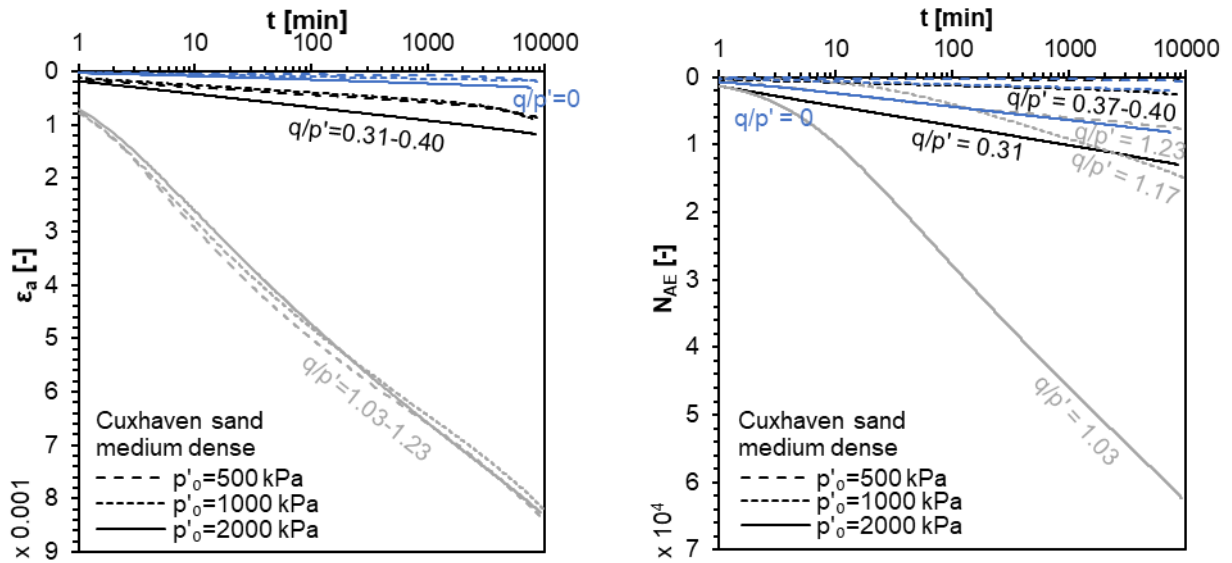 t [min]
1 10 100 1000 10000
0
1
2
3
4
5
6
7
8
9
εa [-]
x 0.001
q/p'=0
q/p'=0.31-0.40
q/p'=1.03-1.23
Cuxhaven sand
medium dense
p'₀=500 kPa
p'₀=1000 kPa
p'₀=2000 kPa
t [min]
1 10 100 1000 10000
0
1
2
3
4
5
6
7
NAE [-]
x 10⁴
q/p' = 0.37-0.40
q/p' = 0
q/p' = 0.31
q/p' = 1.23
q/p' = 1.17
q/p' = 1.03
Cuxhaven sand
medium dense
p'₀=500 kPa
p'₀=1000 kPa
p'₀=2000 kPa